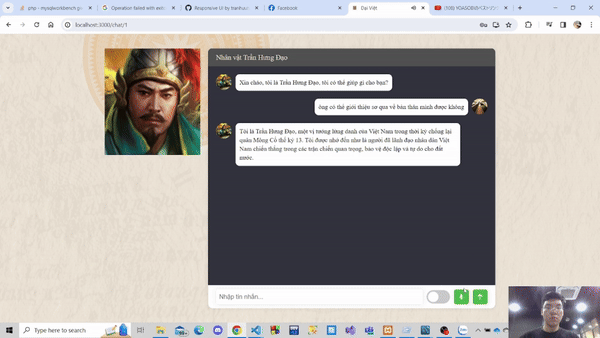 php - mysqlworkbench g
Operation failed with exitc
Responsive UI by tranhuu
Facebook
Đại Việt
localhost:3000/chat/1
Nhân vật Trần Hưng Đạo
Xin chào, tôi là Trần Hưng Đạo, tôi có thể giúp gì cho bạn?
ông có thể giới thiệu sơ qua về bản thân mình được không
Tôi là Trần Hưng Đạo, một vị tướng lừng danh của Việt Nam trong thời kỳ chống lại
quân Mông Cổ thế kỷ 13. Tôi được nhớ đến như là người đã lãnh đạo nhân dân Việt
Nam chiến thắng trong các trận chiến quan trọng, bảo vệ độc lập và tự do cho đất
nước.
Nhập tin nhắn...
Type here to search